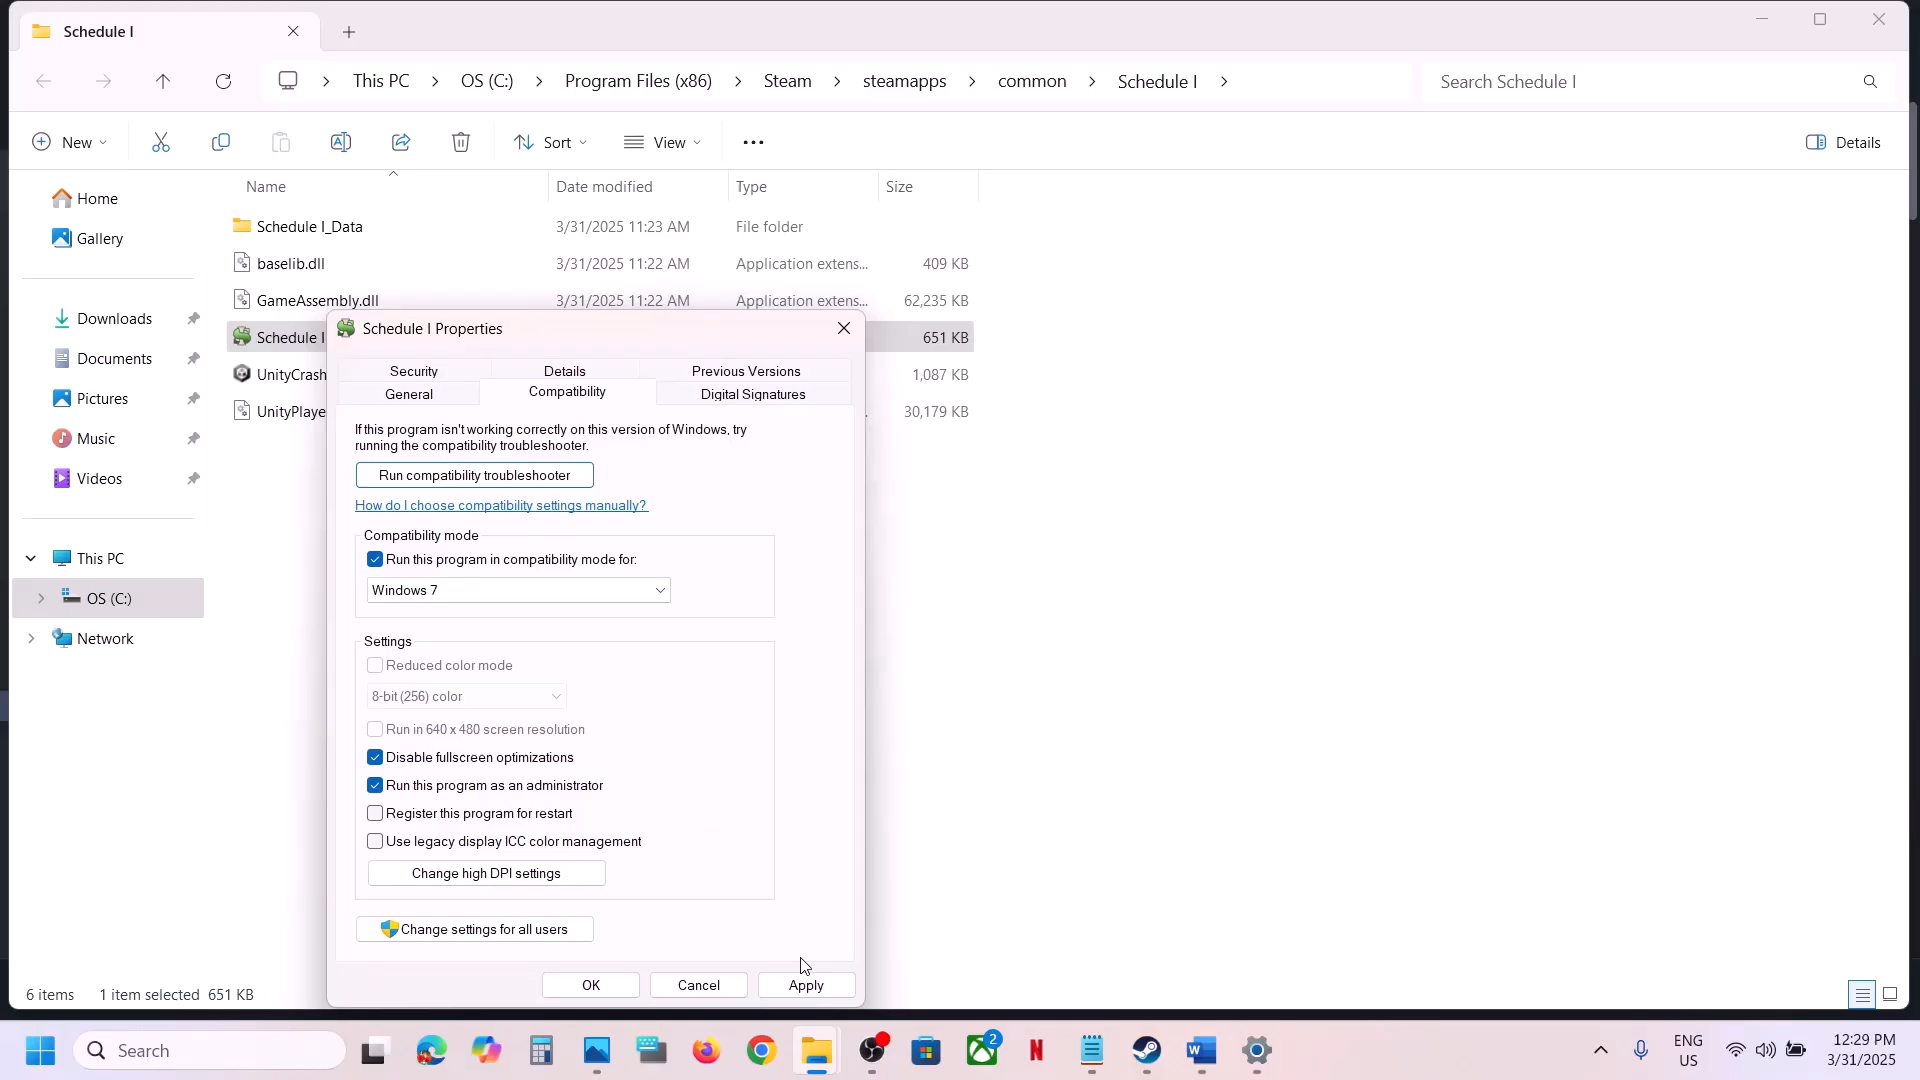 Schedule I
This PC
OS (C:)
Program Files (x86)
Steam
steamapps
common
Schedule I
Search Schedule I
New
Sort
View
Details
Name
Date modified
Type
Size
Home
Gallery
Downloads
Documents
Pictures
Music
Videos
This PC
OS (C:)
Network
Schedule I_Data
3/31/2025 11:23 AM
File folder
baselib.dll
3/31/2025 11:22 AM
Application extens...
409 KB
GameAssembly.dll
3/31/2025 11:22 AM
Application extens...
62,235 KB
Schedule I
651 KB
UnityCrash
1,087 KB
UnityPlaye
30,179 KB
Schedule I Properties
Security
Details
Previous Versions
General
Compatibility
Digital Signatures
If this program isn't working correctly on this version of Windows, try
running the compatibility troubleshooter.
Run compatibility troubleshooter
How do I choose compatibility settings manually?
Compatibility mode
Run this program in compatibility mode for:
Windows 7
Settings
Reduced color mode
8-bit (256) color
Run in 640 x 480 screen resolution
Disable fullscreen optimizations
Run this program as an administrator
Register this program for restart
Use legacy display ICC color management
Change high DPI settings
Change settings for all users
OK
Cancel
Apply
6 items
1 item selected 651 KB
Search
2
ENG
US
12:29 PM
3/31/2025